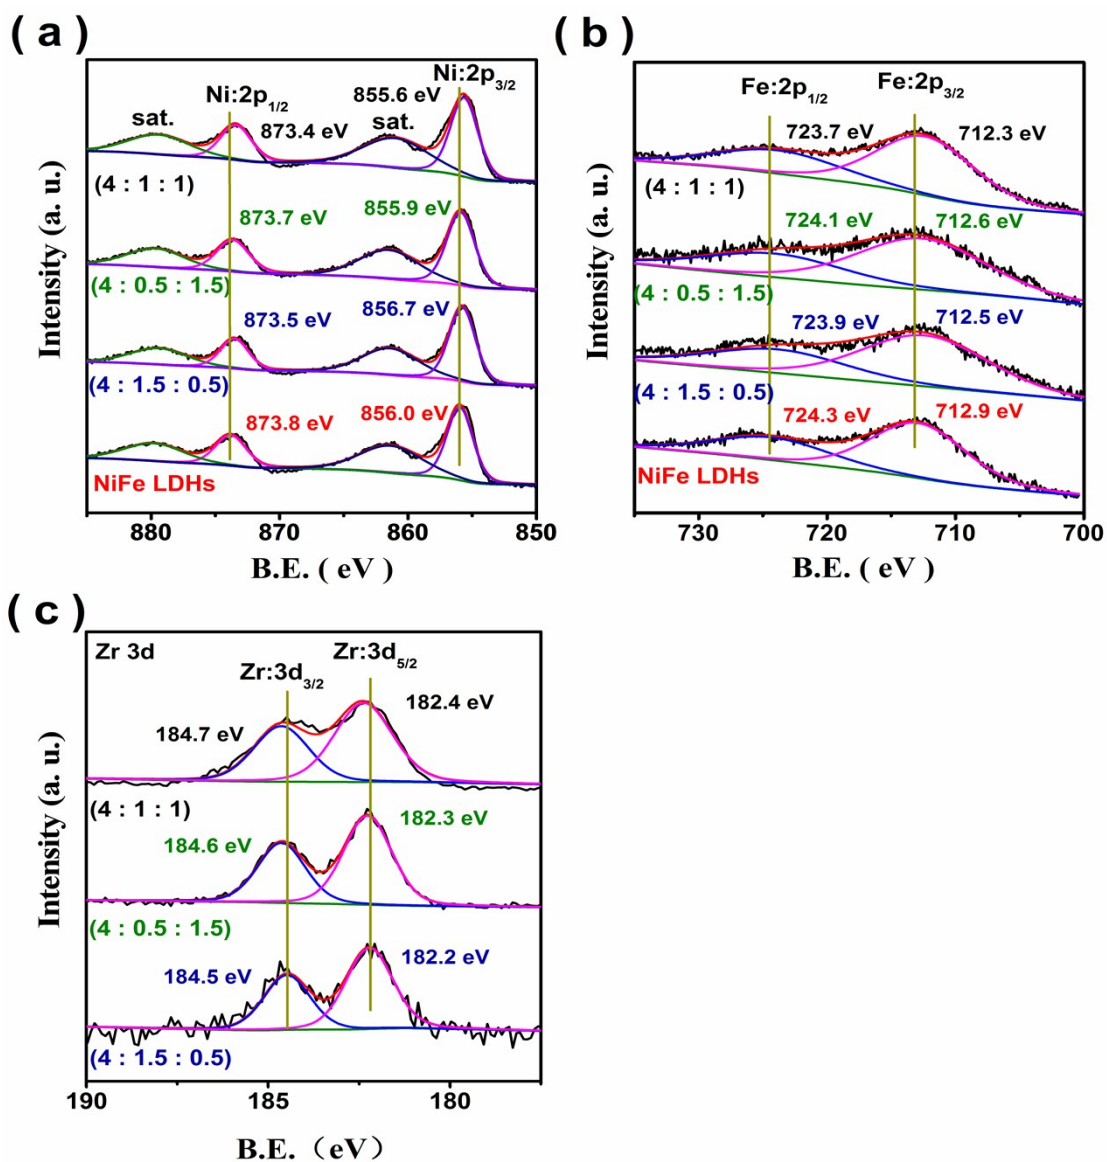 ( a )
Ni:2p3/2
Ni:2p1/2
855.6 eV
sat.
873.4 eV
sat.
(4 : 1 : 1)
873.7 eV
855.9 eV
(4 : 0.5 : 1.5)
873.5 eV
856.7 eV
(4 : 1.5 : 0.5)
873.8 eV
856.0 eV
NiFe LDHs
Intensity (a. u.)
880
870
860
850
B.E. ( eV )
( b )
Fe:2p1/2
Fe:2p3/2
723.7 eV
712.3 eV
(4 : 1 : 1)
724.1 eV
712.6 eV
(4 : 0.5 : 1.5)
723.9 eV
712.5 eV
(4 : 1.5 : 0.5)
724.3 eV
712.9 eV
NiFe LDHs
Intensity (a. u.)
730
720
710
700
B.E. ( eV )
( c )
Zr 3d
Zr:3d3/2
Zr:3d5/2
184.7 eV
182.4 eV
(4 : 1 : 1)
184.6 eV
182.3 eV
(4 : 0.5 : 1.5)
184.5 eV
182.2 eV
(4 : 1.5 : 0.5)
Intensity (a. u.)
190
185
180
B.E.（eV）